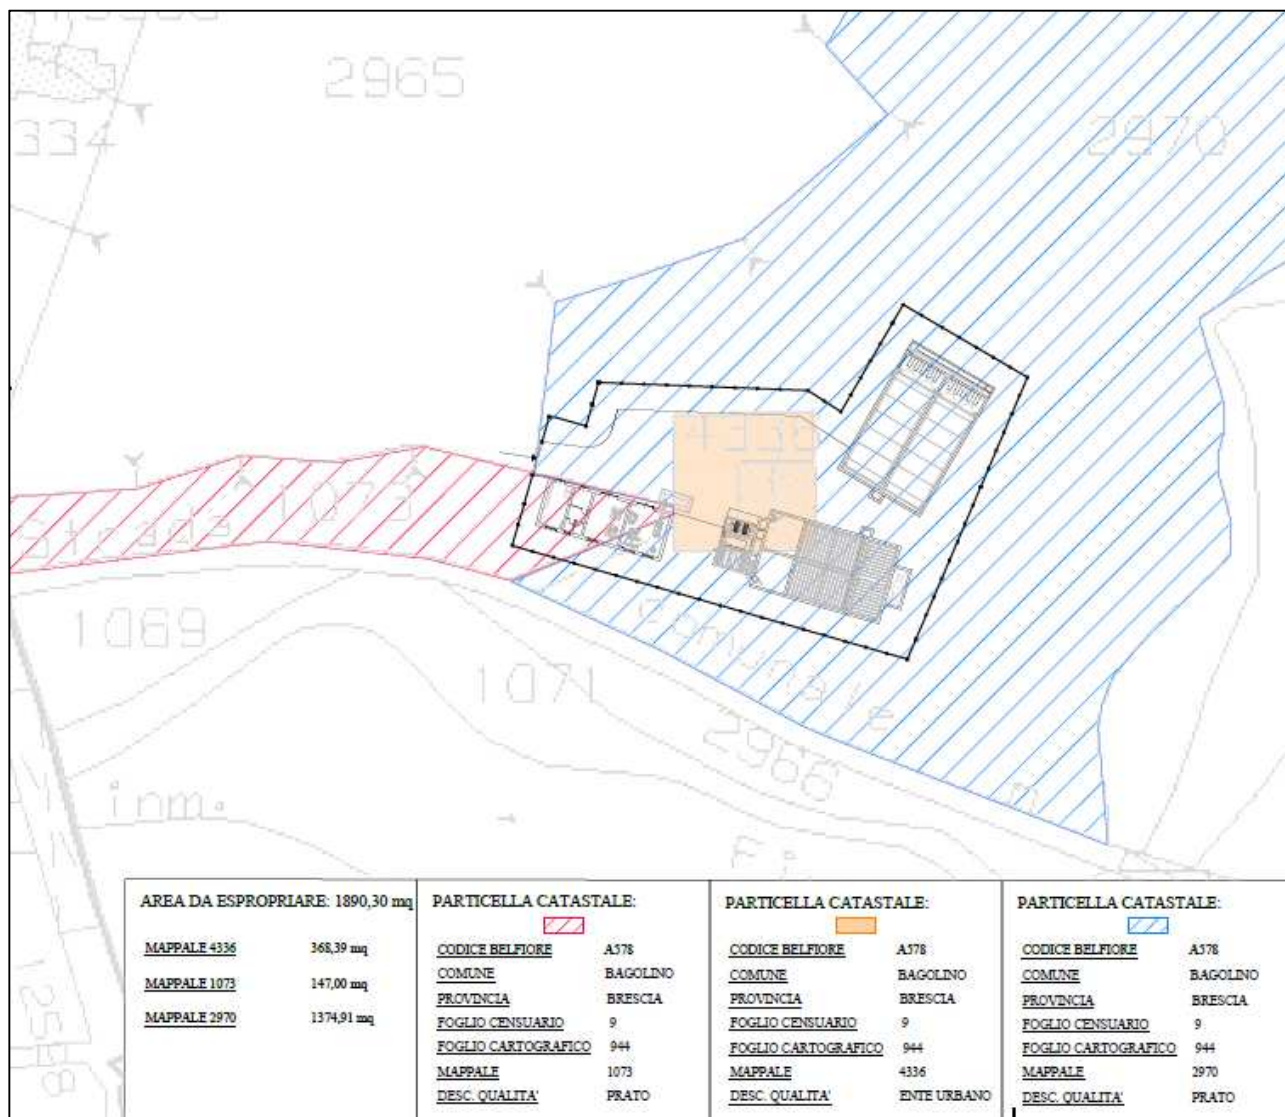 2965
334
2970
4336
1073
Strada
comunale
1069
1071
2966
inm.
AREA DA ESPROPRIARE: 1890,30 mq
MAPPALE 4336 368,39 mq
MAPPALE 1073 147,00 mq
MAPPALE 2970 1374,91 mq
PARTICELLA CATASTALE:
CODICE BELFIORE A578
COMUNE BAGOLINO
PROVINCIA BRESCIA
FOGLIO CENSUARIO 9
FOGLIO CARTOGRAFICO 944
MAPPALE 1073
DESC. QUALITA' PRATO
PARTICELLA CATASTALE:
CODICE BELFIORE A578
COMUNE BAGOLINO
PROVINCIA BRESCIA
FOGLIO CENSUARIO 9
FOGLIO CARTOGRAFICO 944
MAPPALE 4336
DESC. QUALITA' ENTE URBANO
PARTICELLA CATASTALE:
CODICE BELFIORE A578
COMUNE BAGOLINO
PROVINCIA BRESCIA
FOGLIO CENSUARIO 9
FOGLIO CARTOGRAFICO 944
MAPPALE 2970
DESC. QUALITA' PRATO